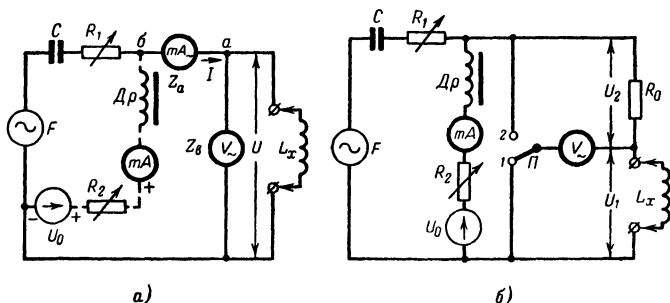 C R₁ б mA~ a
Zₐ I
Др
F mA Zв V~ U Lₓ
+
R₂
− + U₀
а)
C R₁
Др U₂ R₀
F mA 2
1 П V~
R₂
U₀ U₁ Lₓ
б)